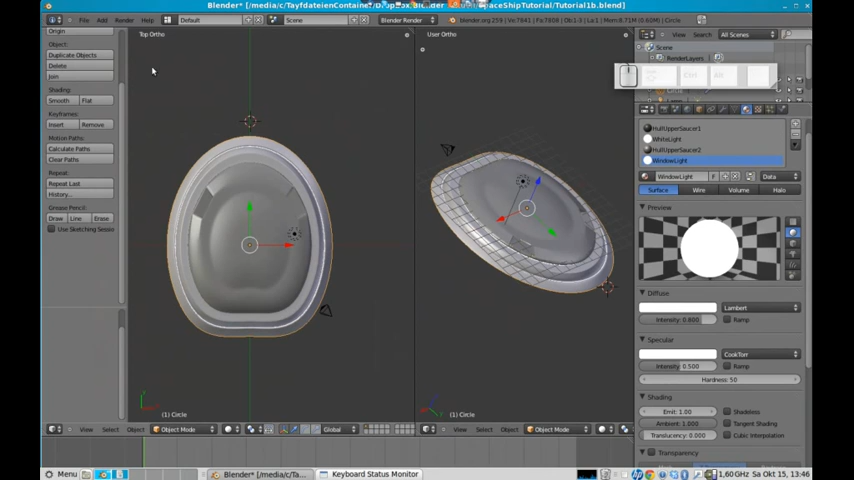 Blender* [/media/c/TayfdateienContainer/Dropbox/Blender SpaceShipTutorial/Tutorial1b.blend]
File Add Render Help Default Scene Blender Render blender.org 259 | Ve:7841 | Fa:7808 | Ob:1-3 | La:1 | Mem:8.71M (0.60M) | Circle View Search All Scenes
Origin
Object:
Duplicate Objects
Delete
Join
Shading:
Smooth Flat
Keyframes:
Insert Remove
Motion Paths:
Calculate Paths
Clear Paths
Repeat:
Repeat Last
History...
Grease Pencil:
Draw Line Erase
Use Sketching Sessio
Top Ortho
(1) Circle
View Select Object Object Mode Global
User Ortho
(1) Circle
View Select Object Object Mode
Scene
RenderLayers
Circle
Ctrl Alt
HullUpperSaucer1
WhiteLight
HullUpperSaucer2
WindowLight
WindowLight F Data
Surface Wire Volume Halo
Preview
Diffuse
Lambert
Intensity: 0.800 Ramp
Specular
CookTorr
Intensity: 0.500 Ramp
Hardness: 50
Shading
Emit: 1.00 Shadeless
Ambient: 1.000 Tangent Shading
Translucency: 0.000 Cubic Interpolation
Transparency
Menu Blender* [/media/c/Ta... Keyboard Status Monitor 1,60 GHz Sa Okt 15, 13:46